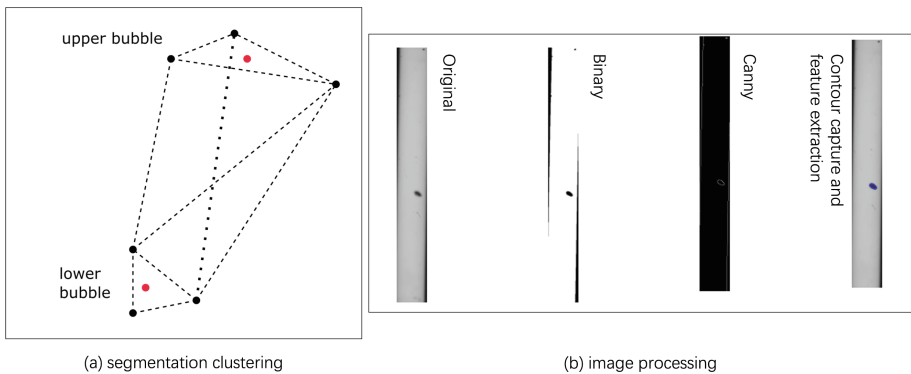 upper bubble
lower
bubble
Original
Binary
Canny
Contour capture and
feature extraction
(a) segmentation clustering
(b) image processing